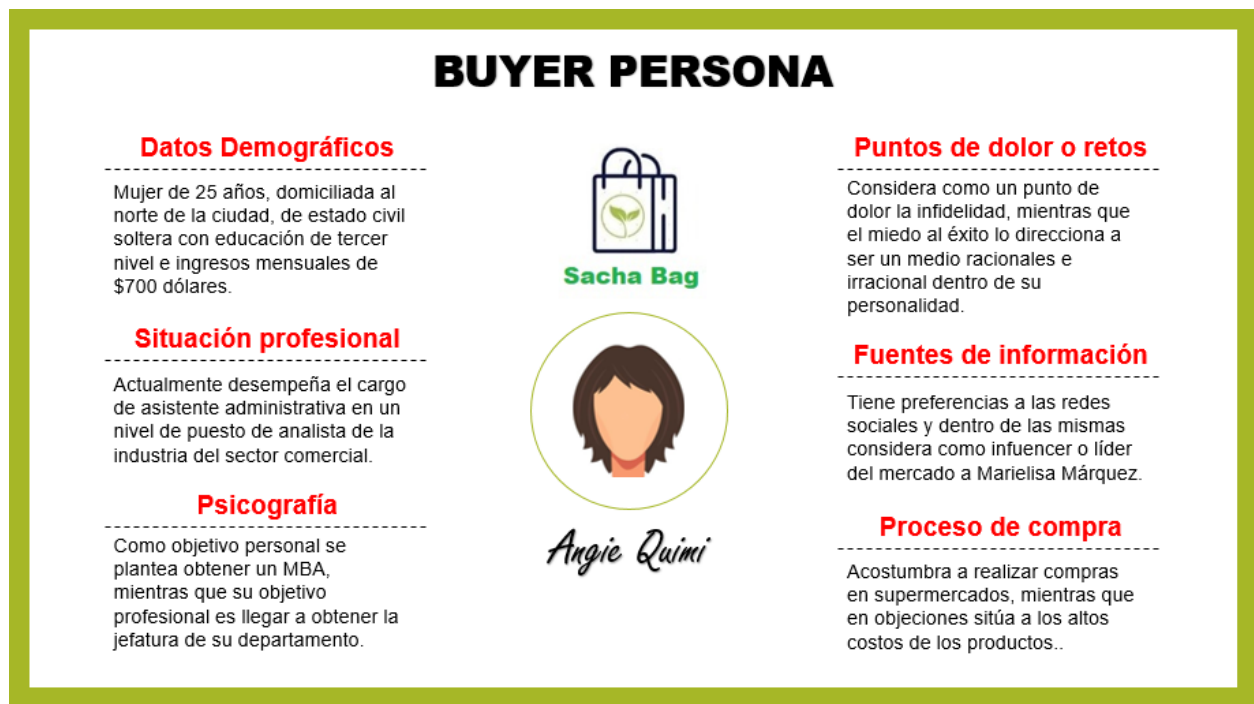 BUYER PERSONA
Datos Demográficos
Mujer de 25 años, domiciliada al
norte de la ciudad, de estado civil
soltera con educación de tercer
nivel e ingresos mensuales de
$700 dólares.
Situación profesional
Actualmente desempeña el cargo
de asistente administrativa en un
nivel de puesto de analista de la
industria del sector comercial.
Psicografía
Como objetivo personal se
plantea obtener un MBA,
mientras que su objetivo
profesional es llegar a obtener la
jefatura de su departamento.
Sacha Bag
Angie Quimi
Puntos de dolor o retos
Considera como un punto de
dolor la infidelidad, mientras que
el miedo al éxito lo direcciona a
ser un medio racionales e
irracional dentro de su
personalidad.
Fuentes de información
Tiene preferencias a las redes
sociales y dentro de las mismas
considera como infuencer o líder
del mercado a Marielisa Márquez.
Proceso de compra
Acostumbra a realizar compras
en supermercados, mientras que
en objeciones sitúa a los altos
costos de los productos..